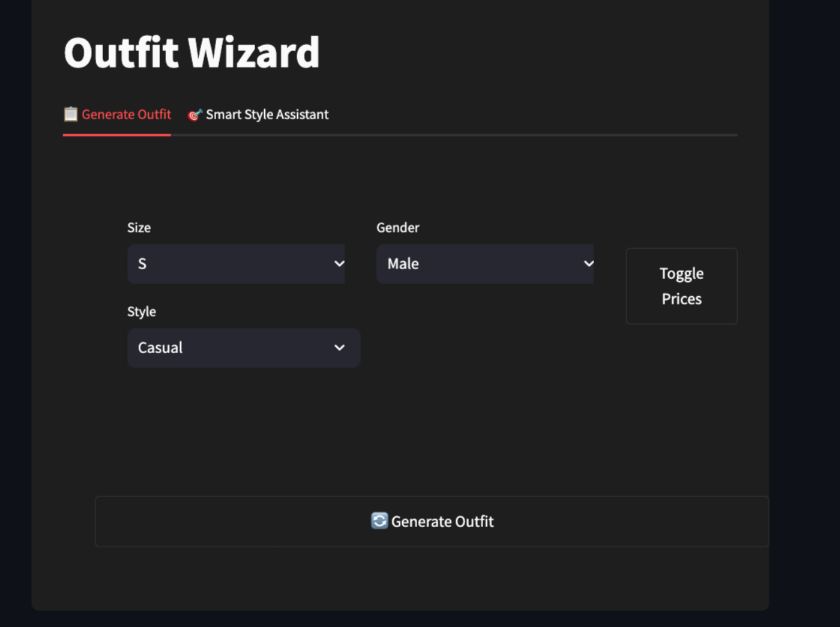 Outfit Wizard
📋 Generate Outfit 🎯 Smart Style Assistant
Size
S
Gender
Male
Toggle
Prices
Style
Casual
🔄 Generate Outfit